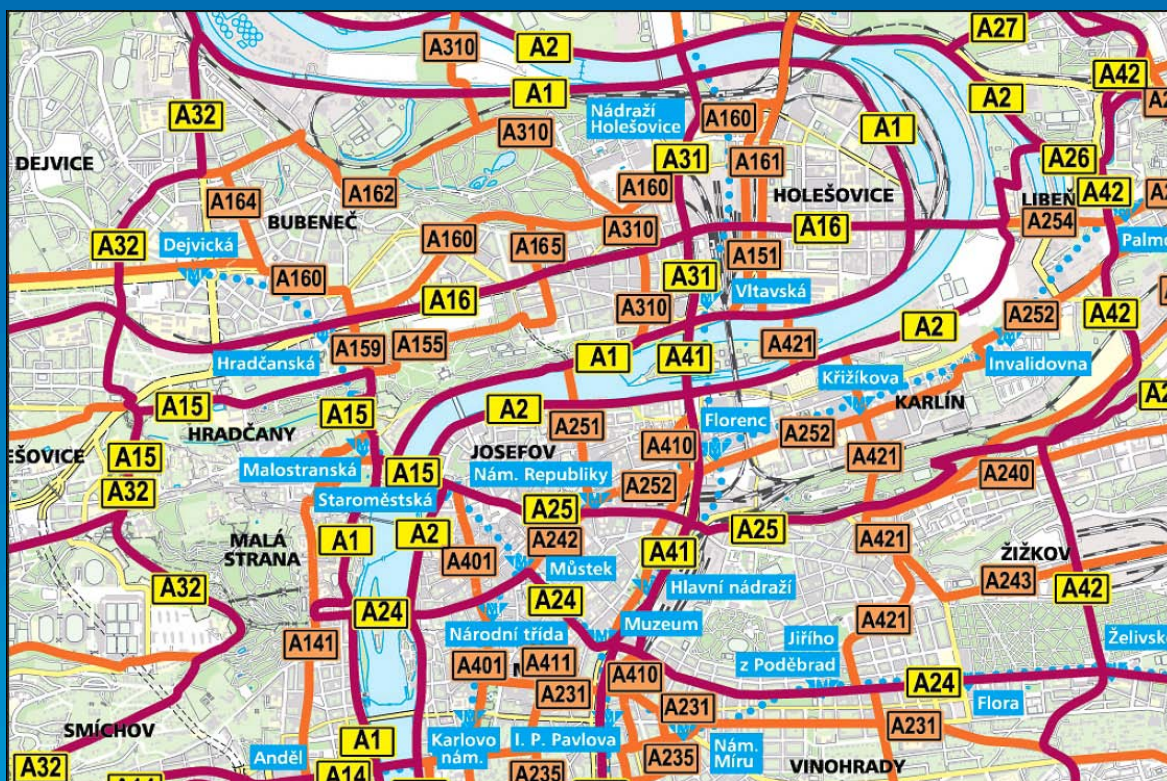 A310
A2
A27
A42
A1
A2
A32
Nádraží
Holešovice
A160
A310
A1
DEJVICE
A31
A161
A26
A162
A160
A42
A164
HOLEŠOVICE
LIBEŇ
BUBENEČ
A310
A16
A254
A32
Dejvická
A160
A165
Palmo
A151
A160
A31
A16
Vltavská
A310
A252
A42
A2
A159
A155
A421
Hradčanská
A1
A41
Křižíkova
Invalidovna
A15
A15
A2
KARLÍN
HRADČANY
A251
Florenc
A252
JOSEFOV
A410
EŠOVICE
A15
Malostranská
A15
Nám. Republiky
A421
A240
A32
Staroměstská
A252
A25
A25
MALÁ
STRANA
A1
A2
A242
A421
A401
A41
ŽIŽKOV
Můstek
A243
A32
Hlavní nádraží
A42
A24
A24
A421
Národní třída
Muzeum
Jiřího
z Poděbrad
Želivsk
A141
A401
A411
A410
A24
A231
Flora
A231
SMÍCHOV
A231
A1
Karlovo
nám.
I. P. Pavlova
Anděl
Nám.
Míru
A235
A32
A14
A235
VINOHRADY